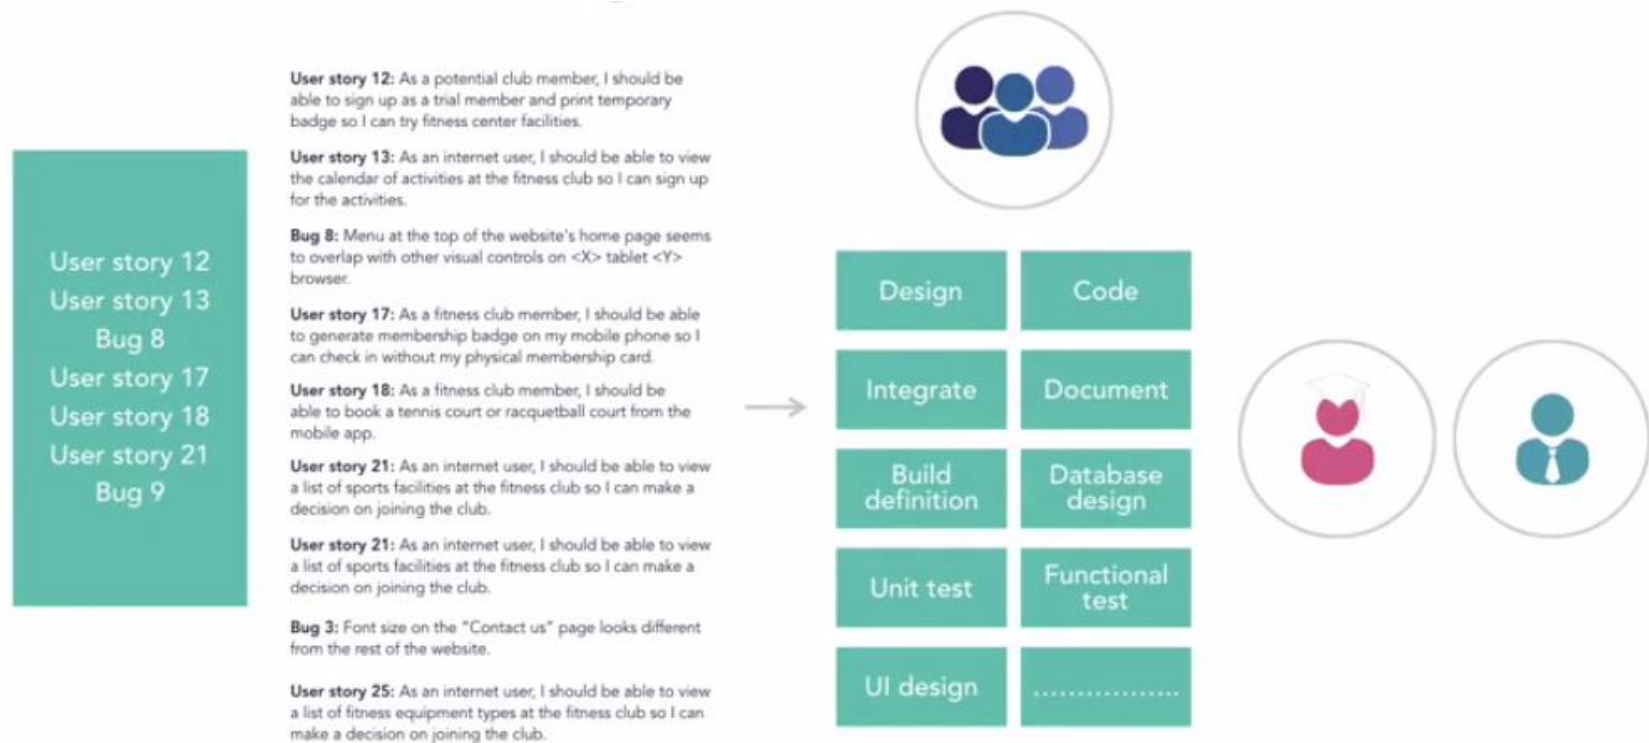 User story 12
User story 13
Bug 8
User story 17
User story 18
User story 21
Bug 9
User story 12: As a potential club member, I should be
able to sign up as a trial member and print temporary
badge so I can try fitness center facilities.
User story 13: As an internet user, I should be able to view
the calendar of activities at the fitness club so I can sign up
for the activities.
Bug 8: Menu at the top of the website's home page seems
to overlap with other visual controls on <X> tablet <Y>
browser.
User story 17: As a fitness club member, I should be able
to generate membership badge on my mobile phone so I
can check in without my physical membership card.
User story 18: As a fitness club member, I should be
able to book a tennis court or racquetball court from the
mobile app.
User story 21: As an internet user, I should be able to view
a list of sports facilities at the fitness club so I can make a
decision on joining the club.
User story 21: As an internet user, I should be able to view
a list of sports facilities at the fitness club so I can make a
decision on joining the club.
Bug 3: Font size on the "Contact us" page looks different
from the rest of the website.
User story 25: As an internet user, I should be able to view
a list of fitness equipment types at the fitness club so I can
make a decision on joining the club.
Design
Code
Integrate
Document
Build
definition
Database
design
Unit test
Functional
test
UI design
.................